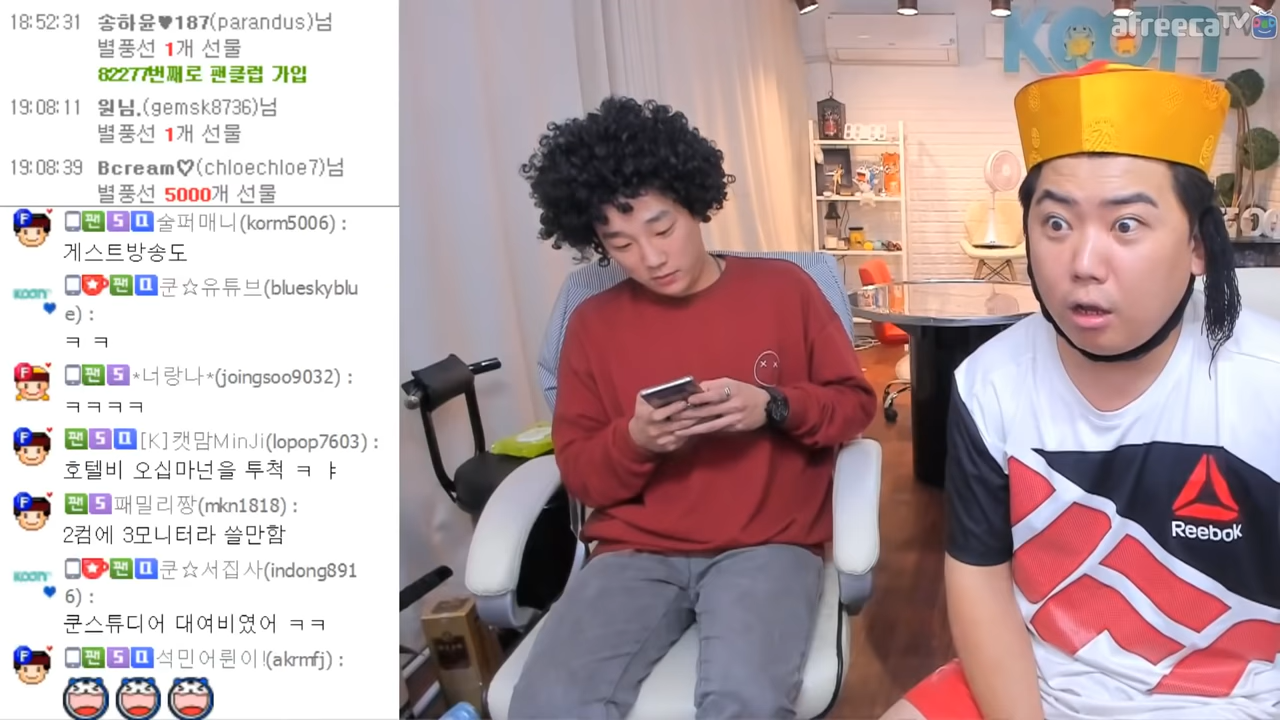 18:52:31 송하윤♥187(parandus)님
별풍선 1개 선물
82277번째로 팬클럽 가입
19:08:11 원님.(gemsk8736)님
별풍선 1개 선물
19:08:39 Bcream♡(chloechloe7)님
별풍선 5000개 선물
팬 5 Q 술퍼매니(korm5006) :
게스트방송도
팬 Q 쿤☆유튜브(blueskyblu
e) :
ㅋ ㅋ
팬 5 *너랑나*(joingsoo9032) :
ㅋㅋㅋㅋ
팬 5 Q [K]캣맘MinJi(lopop7603) :
호텔비 오십마넌을 투척 ㅋ ㅑ
팬 5 패밀리짱(mkn1818) :
2컴에 3모니터라 쓸만함
팬 Q 쿤☆서집사(indong891
6) :
쿤스튜디어 대여비였어 ㅋㅋ
팬 5 Q 석민어륀이!(akrmfj) :
KOON
afreecaTV
Reebok